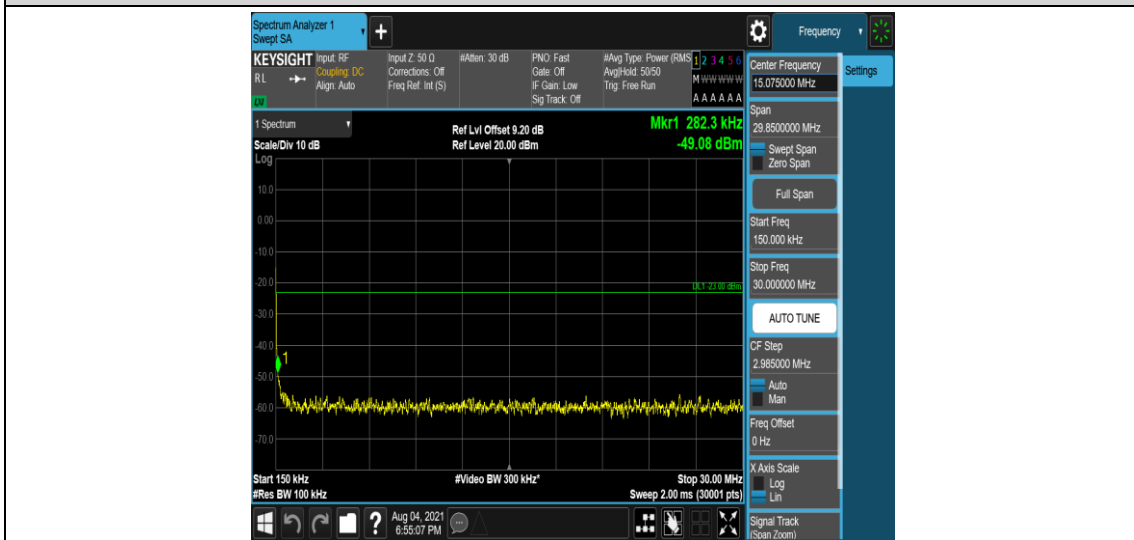 Spectrum Analyzer 1
Swept SA
+
Frequency
KEYSIGHT
RL
Input: RF
Coupling: DC
Align: Auto
Input Z: 50 Ω
Corrections: Off
Freq Ref: Int (S)
#Atten: 30 dB
PNO: Fast
Gate: Off
IF Gain: Low
Sig Track: Off
#Avg Type: Power (RMS
Avg|Hold: 50/50
Trig: Free Run
1 2 3 4 5 6
M W W W W W
A A A A A A
1 Spectrum
Scale/Div 10 dB
Ref Lvl Offset 9.20 dB
Ref Level 20.00 dBm
Mkr1 282.3 kHz
-49.08 dBm
Log
10.0
0.00
-10.0
-20.0
DL1 -23.00 dBm
-30.0
-40.0
1
-50.0
-60.0
-70.0
Start 150 kHz
#Res BW 100 kHz
#Video BW 300 kHz*
Stop 30.00 MHz
Sweep 2.00 ms (30001 pts)
?
Aug 04, 2021
6:55:07 PM
Center Frequency
15.075000 MHz
Settings
Span
29.8500000 MHz
Swept Span
Zero Span
Full Span
Start Freq
150.000 kHz
Stop Freq
30.000000 MHz
AUTO TUNE
CF Step
2.985000 MHz
Auto
Man
Freq Offset
0 Hz
X Axis Scale
Log
Lin
Signal Track
(Span Zoom)